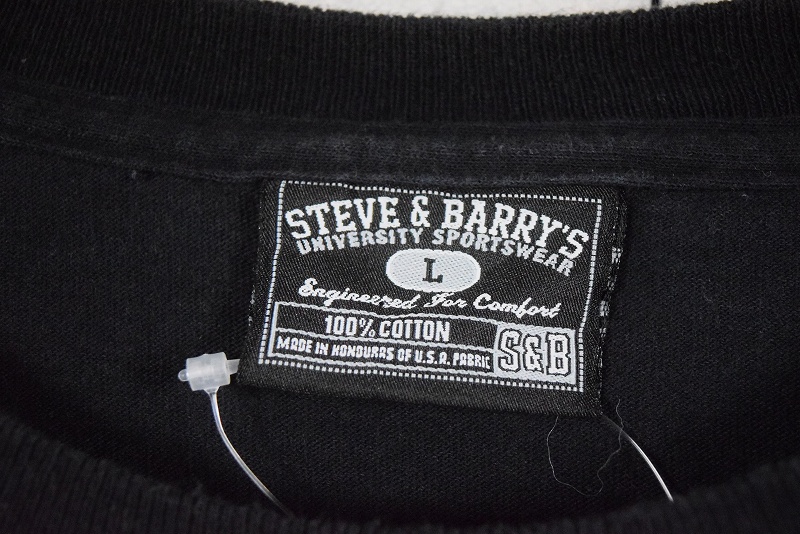 STEVE & BARRY'S
UNIVERSITY SPORTSWEAR
L
Engineered For Comfort
100% COTTON
MADE IN HONDURAS OF U.S.A. FABRIC
S&B